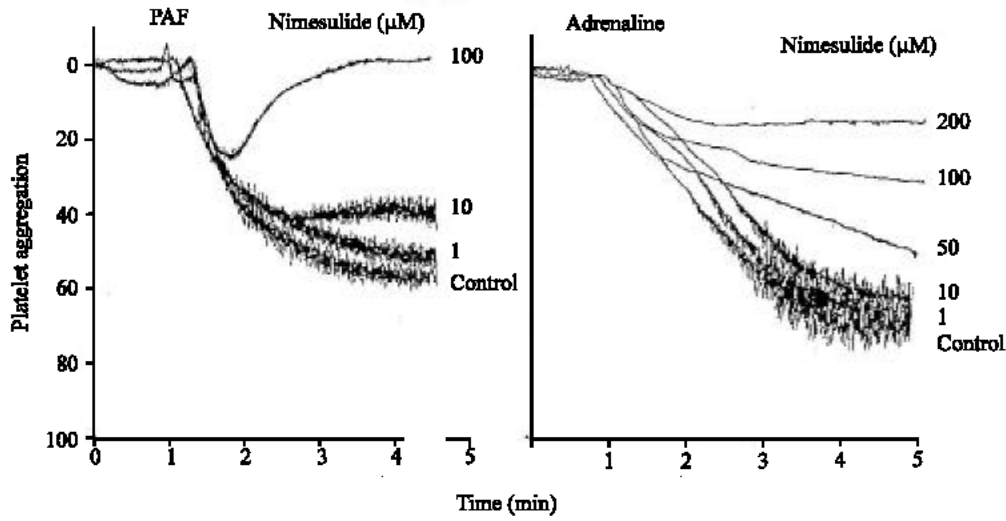 PAF
Nimesulide (μM)
Adrenaline
Nimesulide (μM)
Platelet aggregation
0
20
40
60
80
100
100
10
1
Control
200
100
50
10
1
Control
0 1 2 3 4 5
1 2 3 4 5
Time (min)